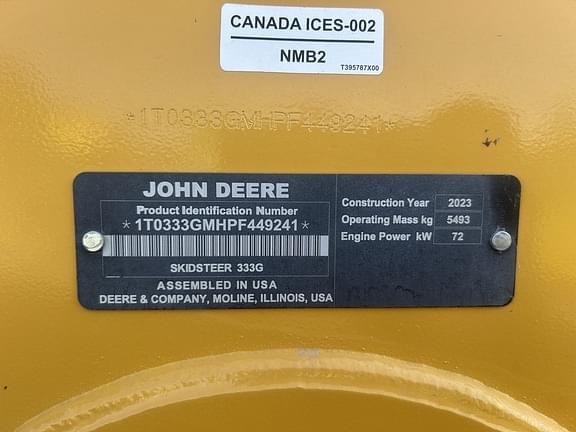 CANADA ICES-002
NMB2
T395787X00
*1T0333GMHPF449241*
JOHN DEERE
Product Identification Number
*1T0333GMHPF449241*
SKIDSTEER 333G
ASSEMBLED IN USA
DEERE & COMPANY, MOLINE, ILLINOIS, USA
Construction Year 2023
Operating Mass kg 5493
Engine Power kW 72